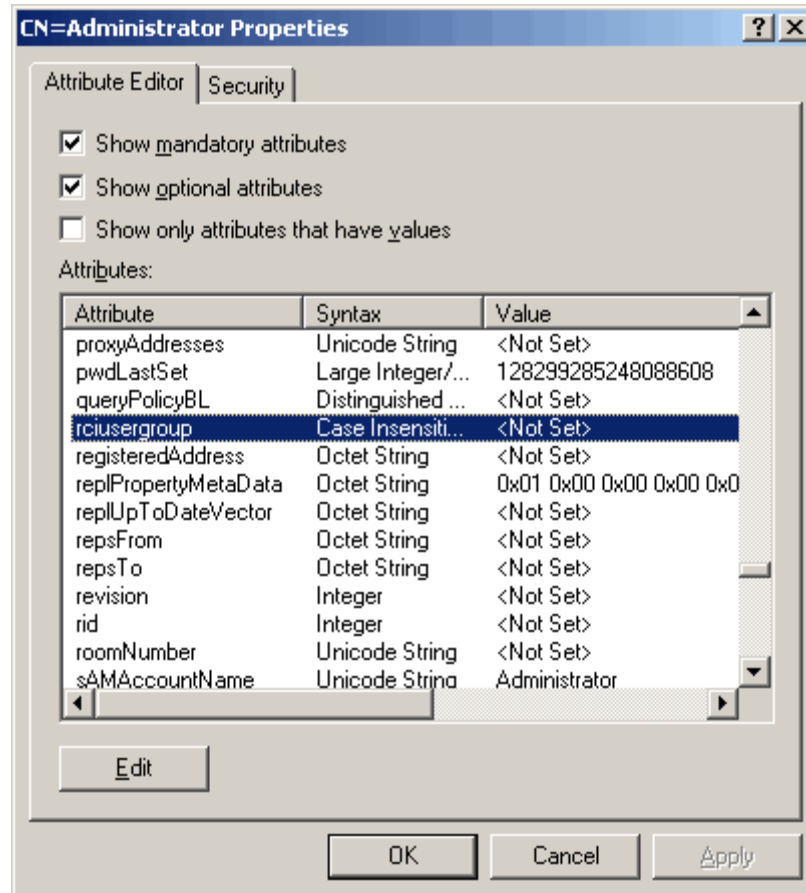 CN=Administrator Properties
Attribute Editor Security
Show mandatory attributes
Show optional attributes
Show only attributes that have values
Attributes:
Attribute Syntax Value
proxyAddresses Unicode String <Not Set>
pwdLastSet Large Integer/... 128299285248088608
queryPolicyBL Distinguished ... <Not Set>
rciusergroup Case Insensiti... <Not Set>
registeredAddress Octet String <Not Set>
replPropertyMetaData Octet String 0x01 0x00 0x00 0x00 0x0
replUpToDateVector Octet String <Not Set>
repsFrom Octet String <Not Set>
repsTo Octet String <Not Set>
revision Integer <Not Set>
rid Integer <Not Set>
roomNumber Unicode String <Not Set>
sAMAccountName Unicode String Administrator
Edit
OK Cancel Apply